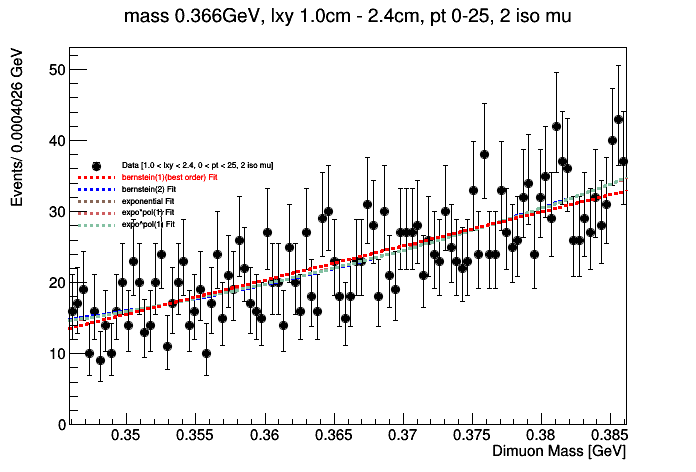 mass 0.366GeV, lxy 1.0cm - 2.4cm, pt 0-25, 2 iso mu
Events/ 0.0004026 GeV
50
40
30
20
10
0
Data [1.0 < lxy < 2.4, 0 < pt < 25, 2 iso mu]
bernstein(1)(best order) Fit
bernstein(2) Fit
exponential Fit
expo*pol(1) Fit
expo*pol(1) Fit
0.35
0.355
0.36
0.365
0.37
0.375
0.38
0.385
Dimuon Mass [GeV]